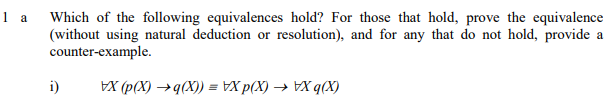 1 a Which of the following equivalences hold? For those that hold, prove the equivalence
(without using natural deduction or resolution), and for any that do not hold, provide a
counter-example.
i) ∀X (p(X) → q(X)) ≡ ∀X p(X) → ∀X q(X)